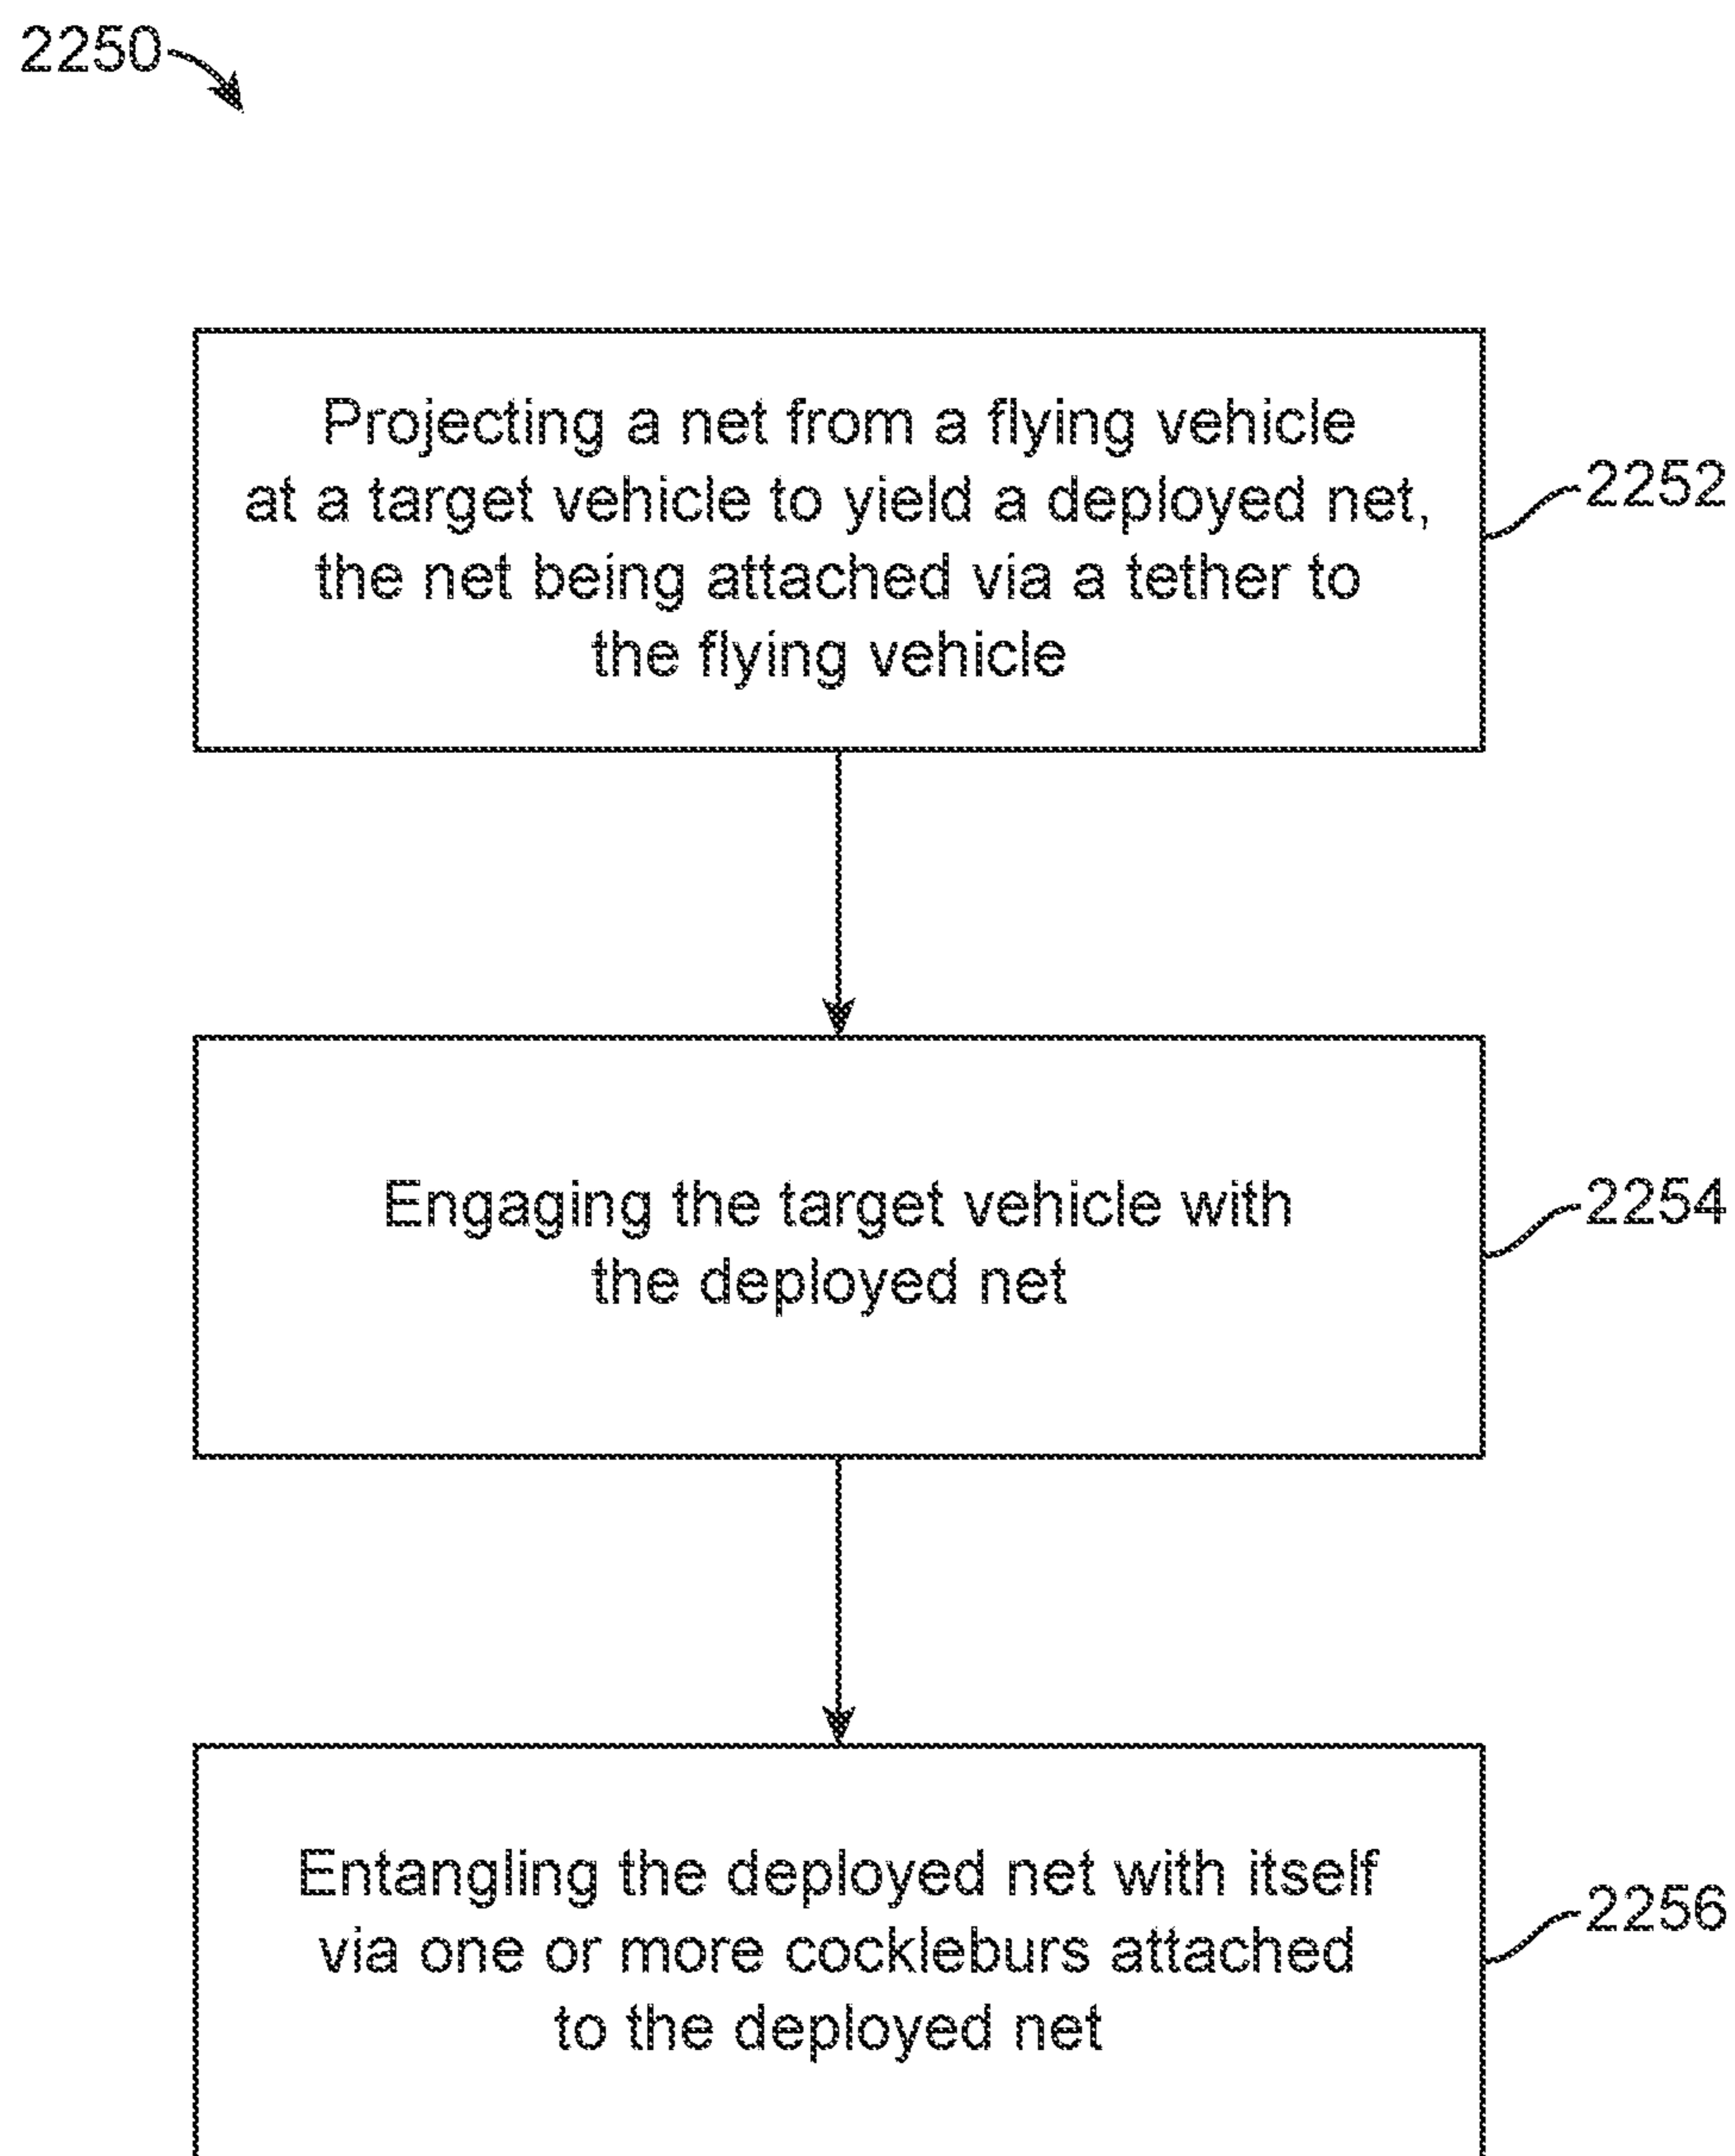 2250
Projecting a net from a flying vehicle
at a target vehicle to yield a deployed net,
the net being attached via a tether to
the flying vehicle
2252
Engaging the target vehicle with
the deployed net
2254
Entangling the deployed net with itself
via one or more cockleburs attached
to the deployed net
2256